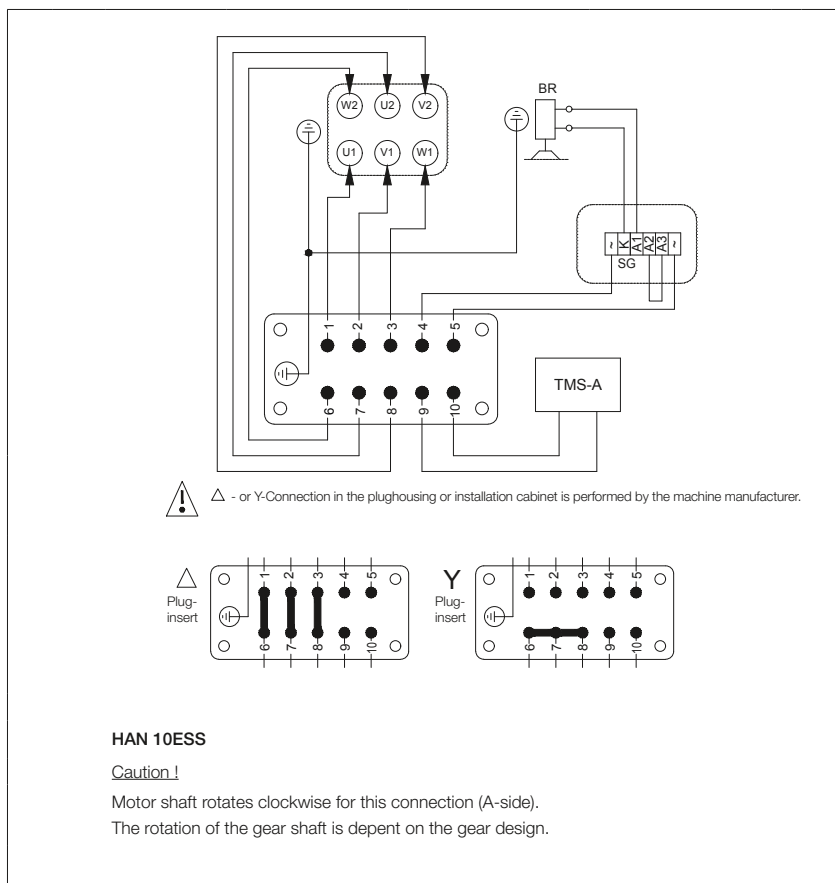 W2 U2 V2
U1 V1 W1
BR
~ K A1 A2 A3 ~
SG
1 2 3 4 5
6 7 8 9 10
TMS-A
△ - or Y-Connection in the plughousing or installation cabinet is performed by the machine manufacturer.
△
Plug-
insert
1 2 3 4 5
6 7 8 9 10
Y
Plug-
insert
1 2 3 4 5
6 7 8 9 10
HAN 10ESS
Caution !
Motor shaft rotates clockwise for this connection (A-side).
The rotation of the gear shaft is depent on the gear design.